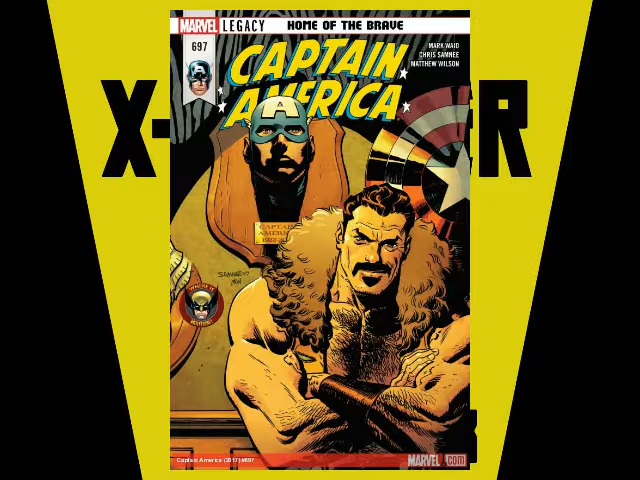 MARVEL LEGACY HOME OF THE BRAVE
697
MARK WAID
CHRIS SAMNEE
MATTHEW WILSON
CAPTAIN
AMERICA
X-
ER
CAPTAIN
AMERICA
SAMNEE
Captain America (2017) #697
MARVEL.COM